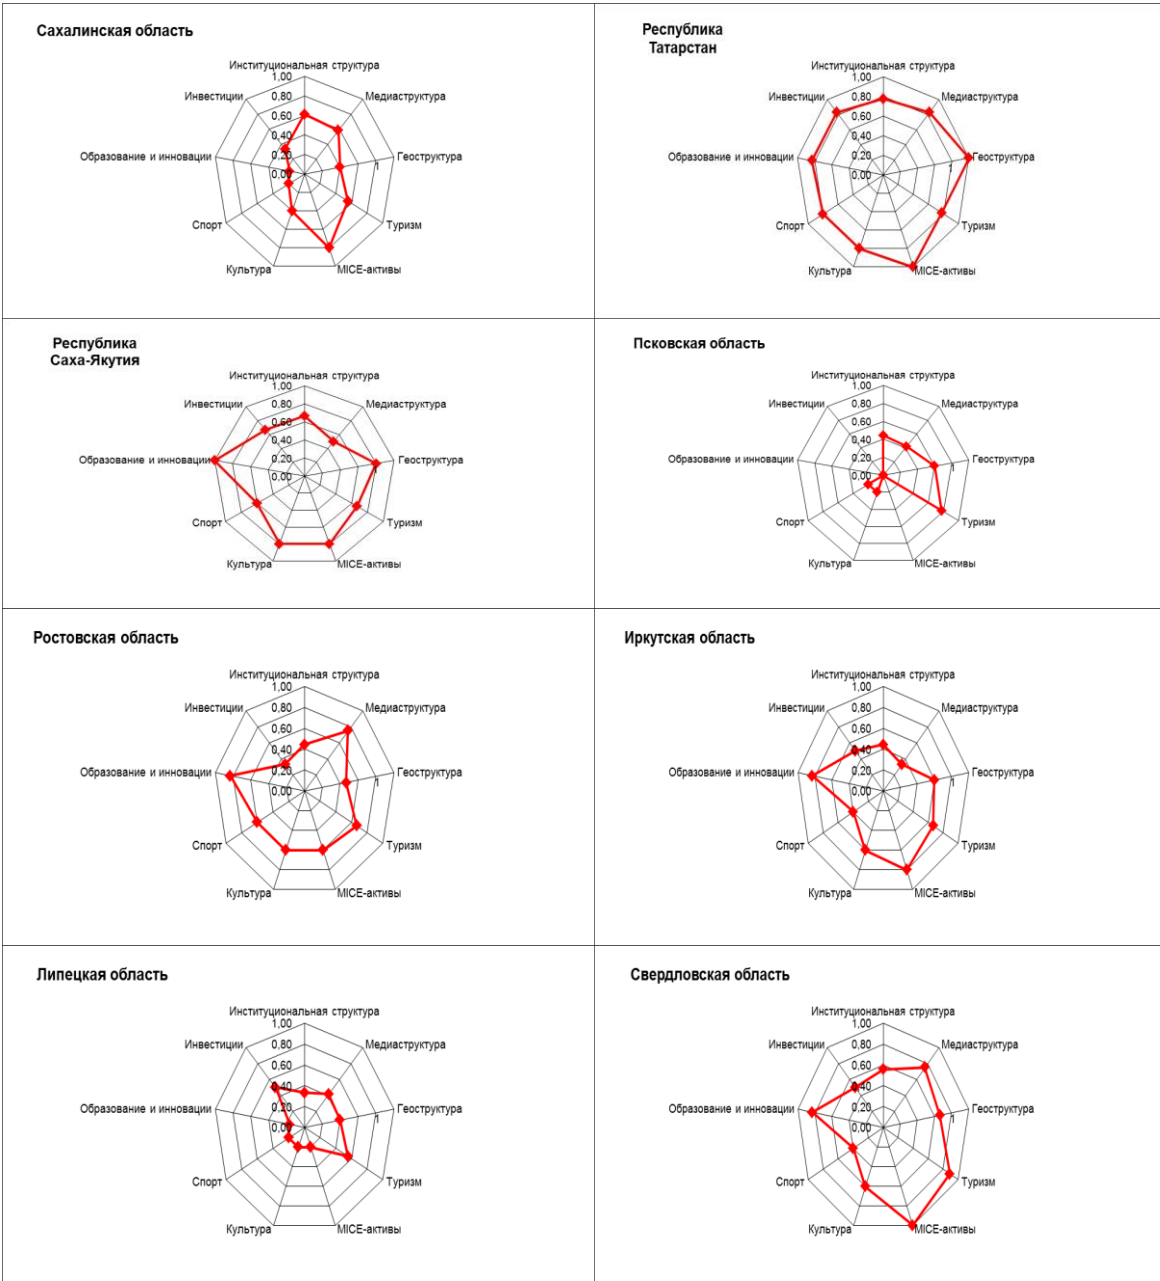 Сахалинская область
Институциональная структура
1,00
Инвестиции
0,80
Медиаструктура
0,60
0,40
Образование и инновации
0,20
1
Геоструктура
0,00
Спорт
Туризм
Культура
MICE-активы
Республика
Татарстан
Институциональная структура
1,00
Инвестиции
0,80
Медиаструктура
0,60
0,40
Образование и инновации
0,20
1
Геоструктура
0,00
Спорт
Туризм
Культура
MICE-активы
Республика
Саха-Якутия
Институциональная структура
1,00
Инвестиции
0,80
Медиаструктура
0,60
0,40
Образование и инновации
0,20
1
Геоструктура
0,00
Спорт
Туризм
Культура
MICE-активы
Псковская область
Институциональная структура
1,00
Инвестиции
0,80
Медиаструктура
0,60
0,40
Образование и инновации
0,20
1
Геоструктура
0,00
Спорт
Туризм
Культура
MICE-активы
Ростовская область
Институциональная структура
1,00
Инвестиции
0,80
Медиаструктура
0,60
0,40
Образование и инновации
0,20
1
Геоструктура
0,00
Спорт
Туризм
Культура
MICE-активы
Иркутская область
Институциональная структура
1,00
Инвестиции
0,80
Медиаструктура
0,60
0,40
Образование и инновации
0,20
1
Геоструктура
0,00
Спорт
Туризм
Культура
MICE-активы
Липецкая область
Институциональная структура
1,00
Инвестиции
0,80
Медиаструктура
0,60
0,40
Образование и инновации
0,20
1
Геоструктура
0,00
Спорт
Туризм
Культура
MICE-активы
Свердловская область
Институциональная структура
1,00
Инвестиции
0,80
Медиаструктура
0,60
0,40
Образование и инновации
0,20
1
Геоструктура
0,00
Спорт
Туризм
Культура
MICE-активы